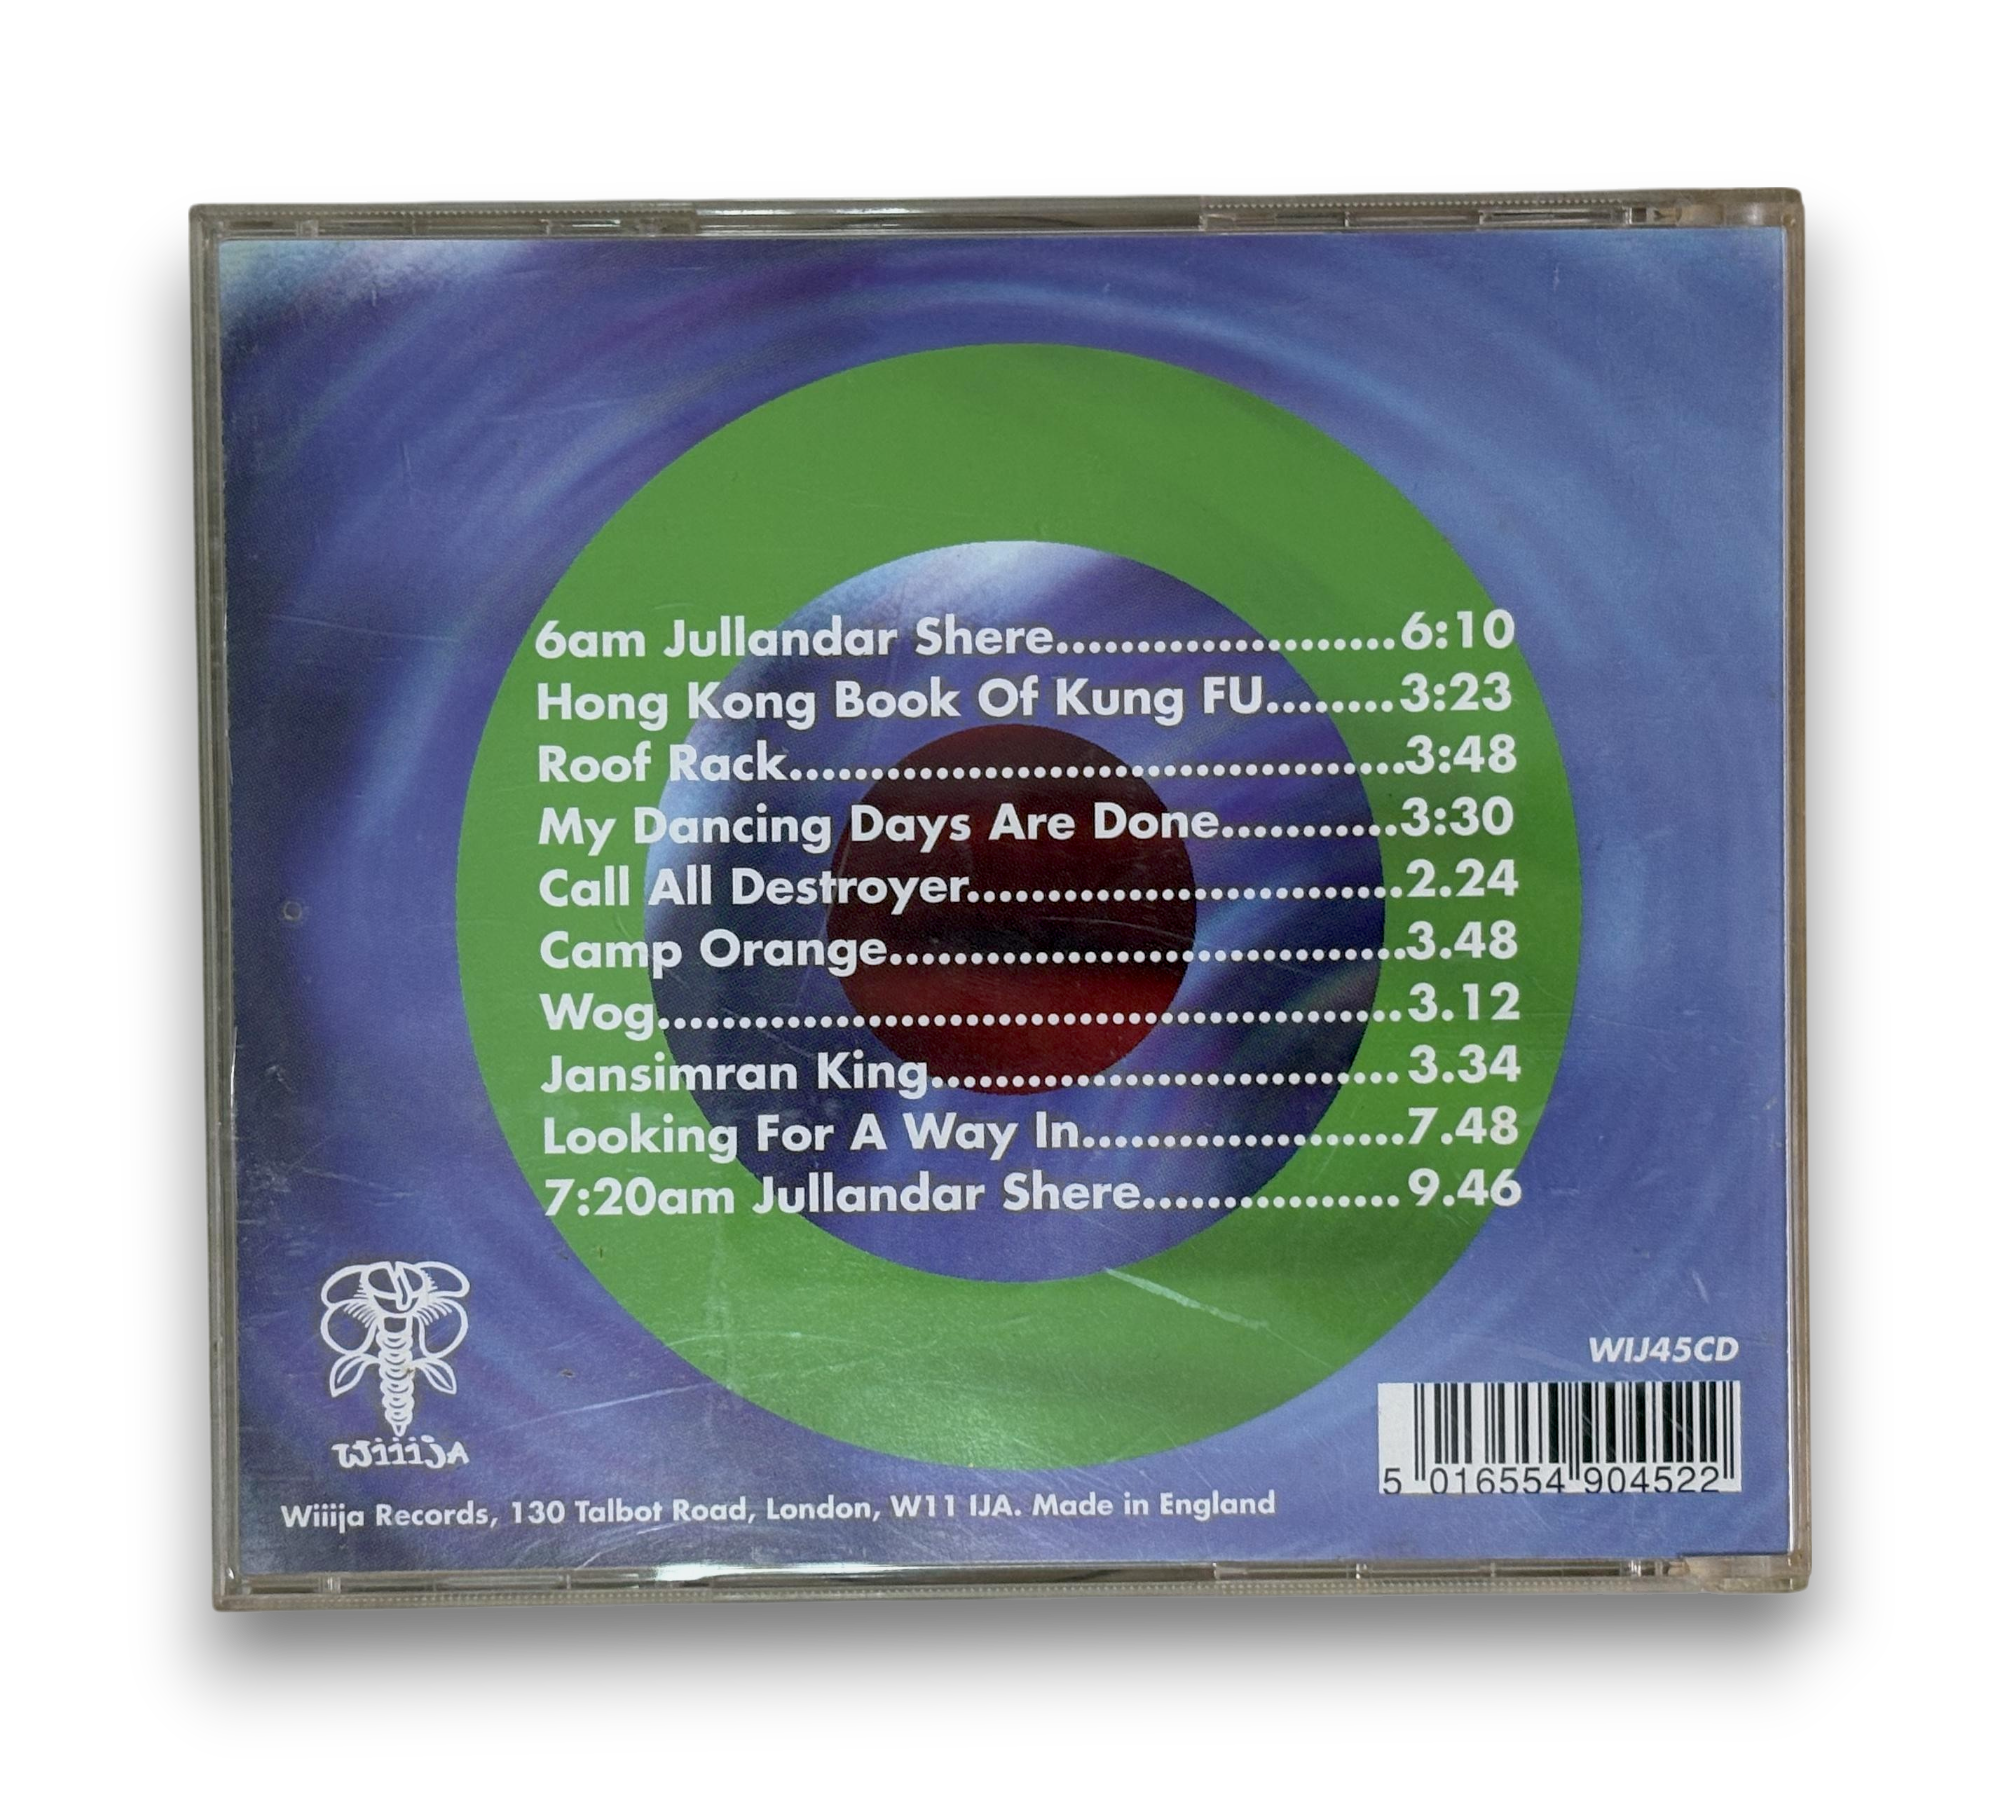 6am Jullandar Shere.....................6:10
Hong Kong Book Of Kung FU........3:23
Roof Rack.......................................3:48
My Dancing Days Are Done...........3:30
Call All Destroyer...........................2.24
Camp Orange.................................3.48
Wog...............................................3.12
Jansimran King.............................. 3.34
Looking For A Way In....................7.48
7:20am Jullandar Shere................ 9.46
wiiijA
WIJ45CD
5 016554 904522
Wiiija Records, 130 Talbot Road, London, W11 IJA. Made in England